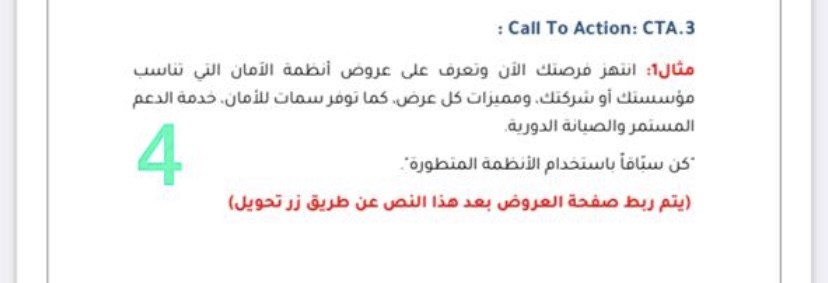 3.Call To Action: CTA :
مثال1: انتهز فرصتك الآن وتعرف على عروض أنظمة الأمان التي تناسب
مؤسستك أو شركتك، ومميزات كل عرض، كما توفر سمات للأمان، خدمة الدعم
المستمر والصيانة الدورية.
"كن سبّاقاً باستخدام الأنظمة المتطورة".
(يتم ربط صفحة العروض بعد هذا النص عن طريق زر تحويل)
4